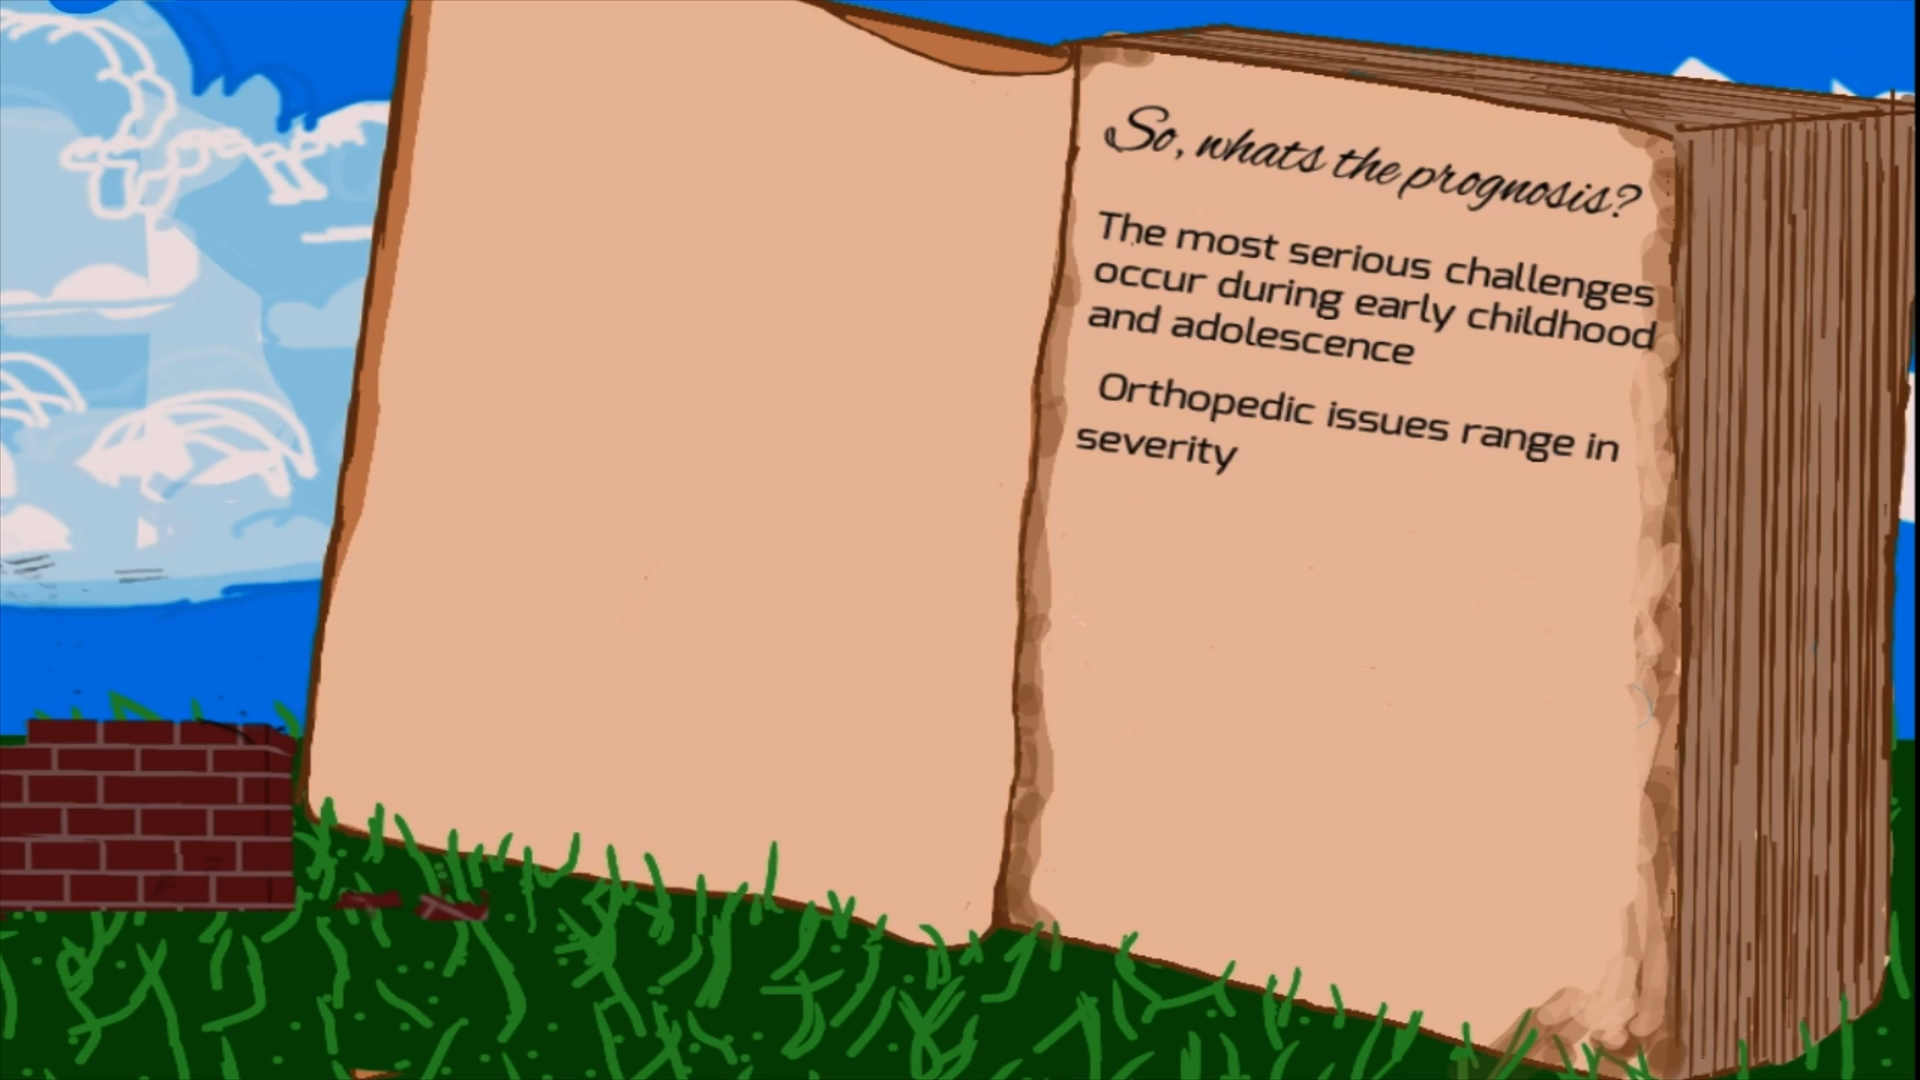 So, whats the prognosis?
The most serious challenges
occur during early childhood
and adolescence
Orthopedic issues range in
severity